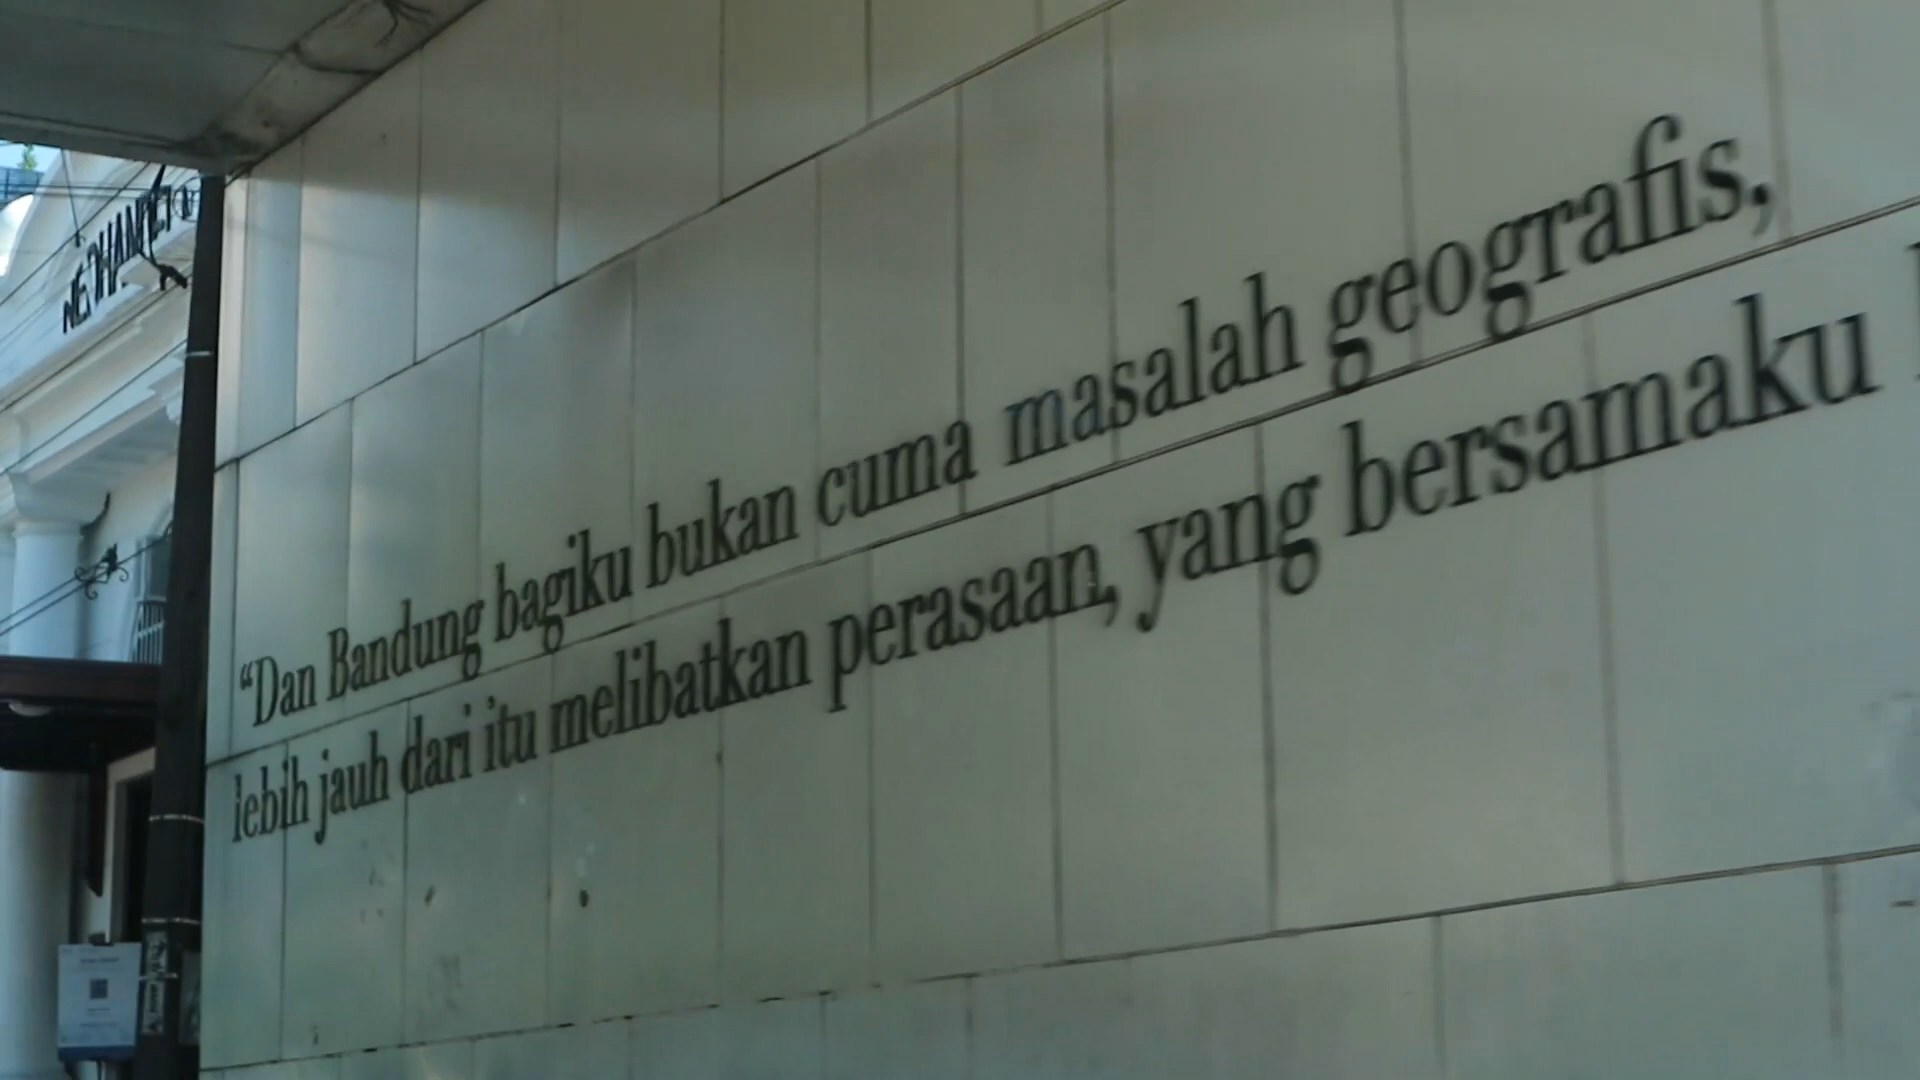 “Dan Bandung bagiku bukan cuma masalah geografis,
lebih jauh dari itu melibatkan perasaan, yang bersamaku